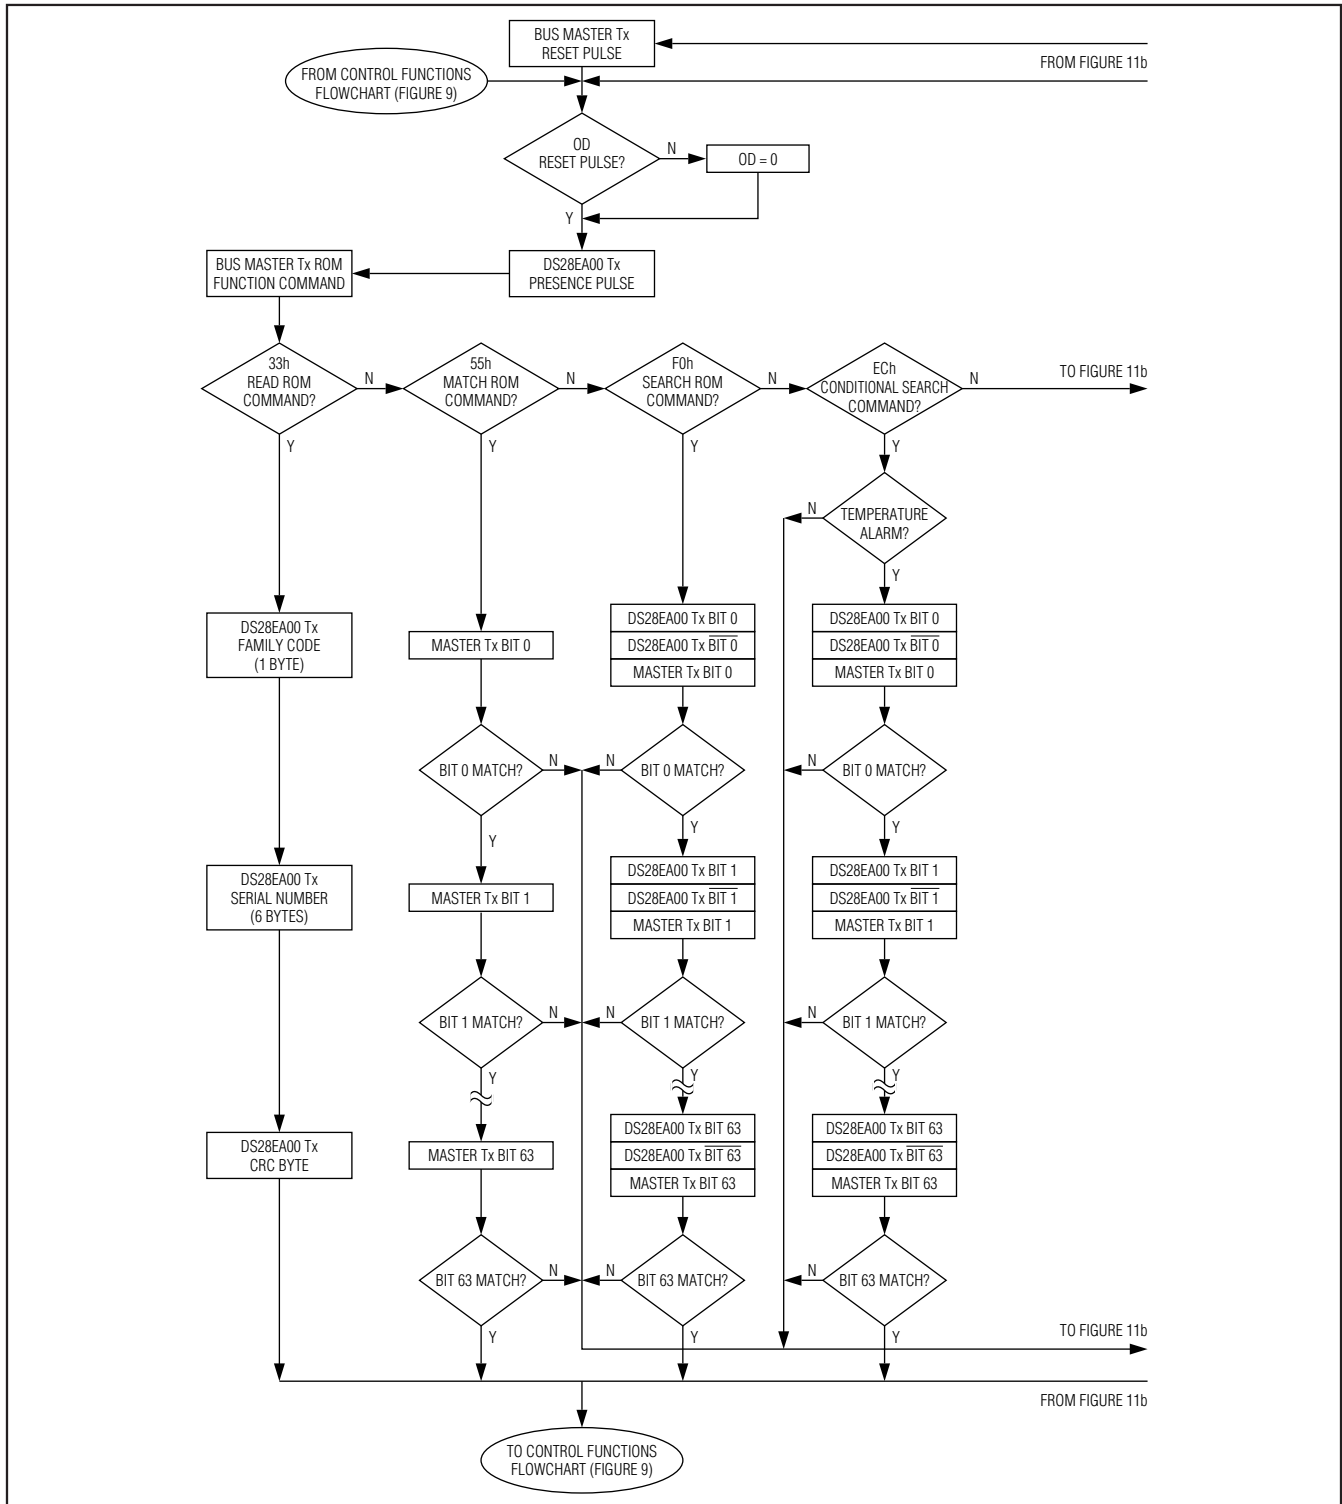 BUS MASTER Tx
RESET PULSE
FROM FIGURE 11b
FROM CONTROL FUNCTIONS
FLOWCHART (FIGURE 9)
OD
RESET PULSE?
N
OD = 0
Y
BUS MASTER Tx ROM
FUNCTION COMMAND
DS28EA00 Tx
PRESENCE PULSE
33h
READ ROM
COMMAND?
N
55h
MATCH ROM
COMMAND?
N
F0h
SEARCH ROM
COMMAND?
N
ECh
CONDITIONAL SEARCH
COMMAND?
N
TO FIGURE 11b
Y
Y
Y
Y
N
TEMPERATURE
ALARM?
Y
DS28EA00 Tx
FAMILY CODE
(1 BYTE)
MASTER Tx BIT 0
DS28EA00 Tx BIT 0
DS28EA00 Tx B̅I̅T̅ ̅0̅
MASTER Tx BIT 0
DS28EA00 Tx BIT 0
DS28EA00 Tx B̅I̅T̅ ̅0̅
MASTER Tx BIT 0
BIT 0 MATCH?
N
N
BIT 0 MATCH?
N
BIT 0 MATCH?
Y
Y
Y
DS28EA00 Tx
SERIAL NUMBER
(6 BYTES)
MASTER Tx BIT 1
DS28EA00 Tx BIT 1
DS28EA00 Tx B̅I̅T̅ ̅1̅
MASTER Tx BIT 1
DS28EA00 Tx BIT 1
DS28EA00 Tx B̅I̅T̅ ̅1̅
MASTER Tx BIT 1
BIT 1 MATCH?
N
N
BIT 1 MATCH?
N
BIT 1 MATCH?
Y
Y
Y
DS28EA00 Tx
CRC BYTE
MASTER Tx BIT 63
DS28EA00 Tx BIT 63
DS28EA00 Tx B̅I̅T̅ ̅6̅3̅
MASTER Tx BIT 63
DS28EA00 Tx BIT 63
DS28EA00 Tx B̅I̅T̅ ̅6̅3̅
MASTER Tx BIT 63
BIT 63 MATCH?
N
N
BIT 63 MATCH?
N
BIT 63 MATCH?
Y
Y
Y
TO FIGURE 11b
FROM FIGURE 11b
TO CONTROL FUNCTIONS
FLOWCHART (FIGURE 9)